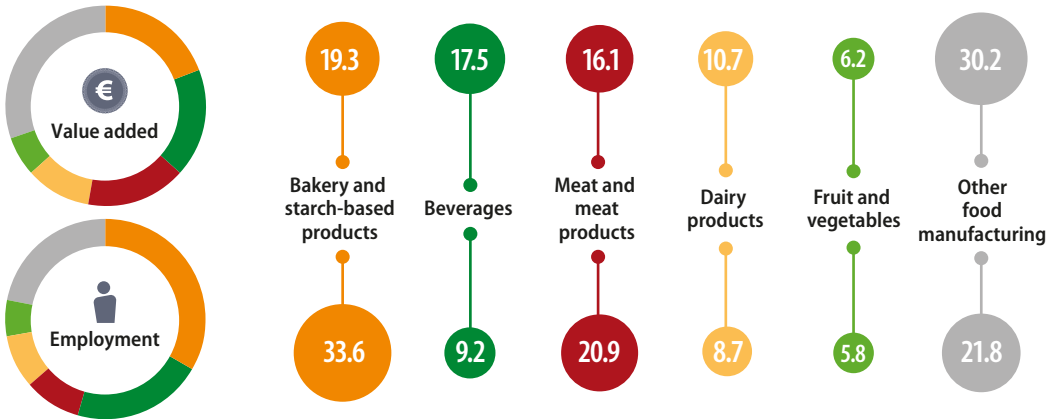 19.3
17.5
16.1
10.7
6.2
30.2
€
Value added
Bakery and
starch-based
products
Beverages
Meat and
meat
products
Dairy
products
Fruit and
vegetables
Other
food
manufacturing
Employment
33.6
9.2
20.9
8.7
5.8
21.8